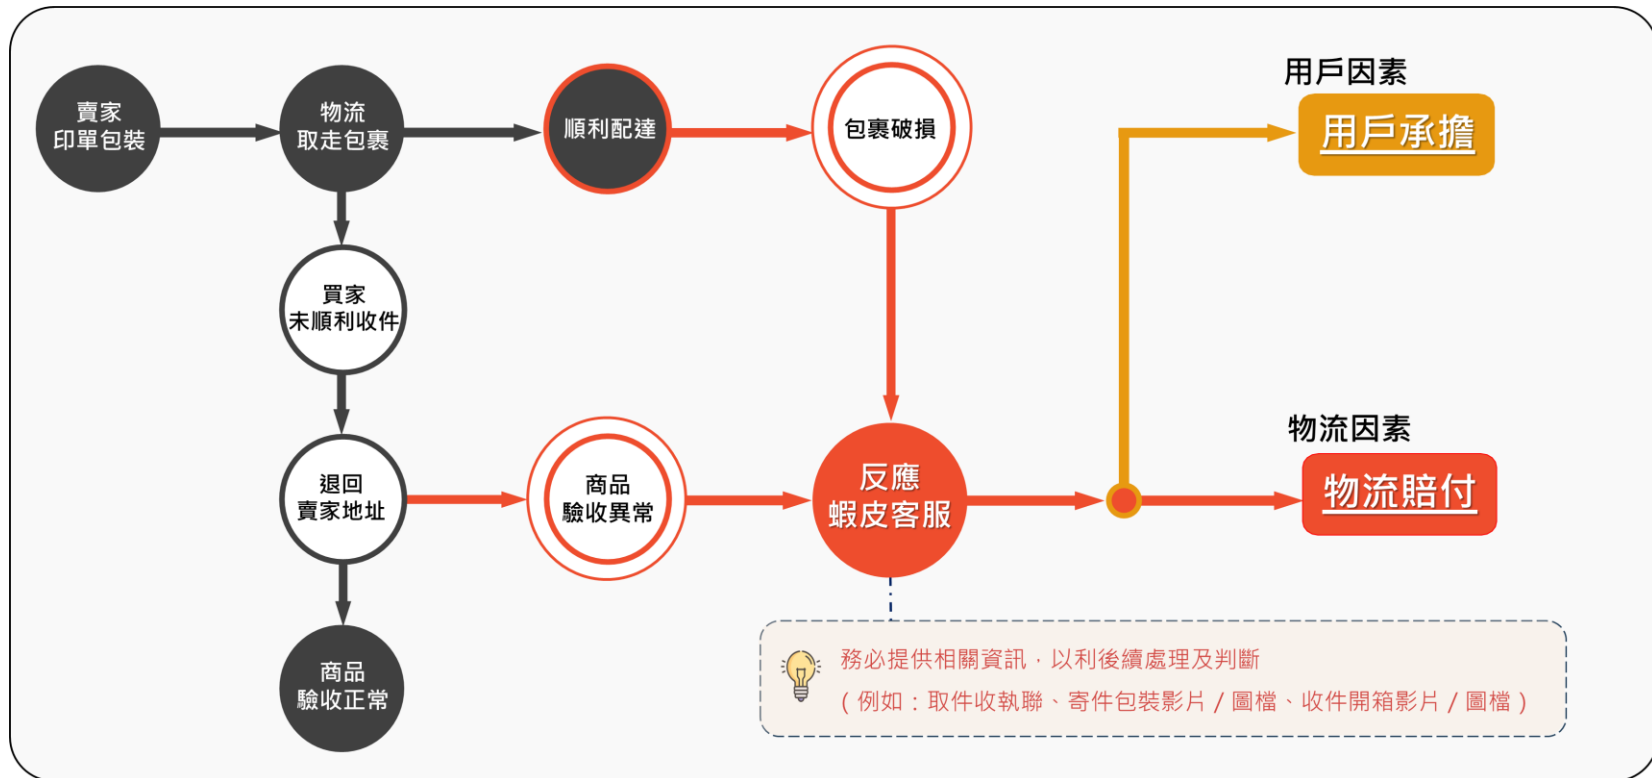 賣家
印單包裝
物流
取走包裹
順利配達
包裹破損
用戶因素
用戶承擔
買家
未順利收件
退回
賣家地址
商品
驗收異常
反應
蝦皮客服
物流因素
物流賠付
商品
驗收正常
務必提供相關資訊，以利後續處理及判斷
( 例如：取件收執聯、寄件包裝影片 / 圖檔、收件開箱影片 / 圖檔 )